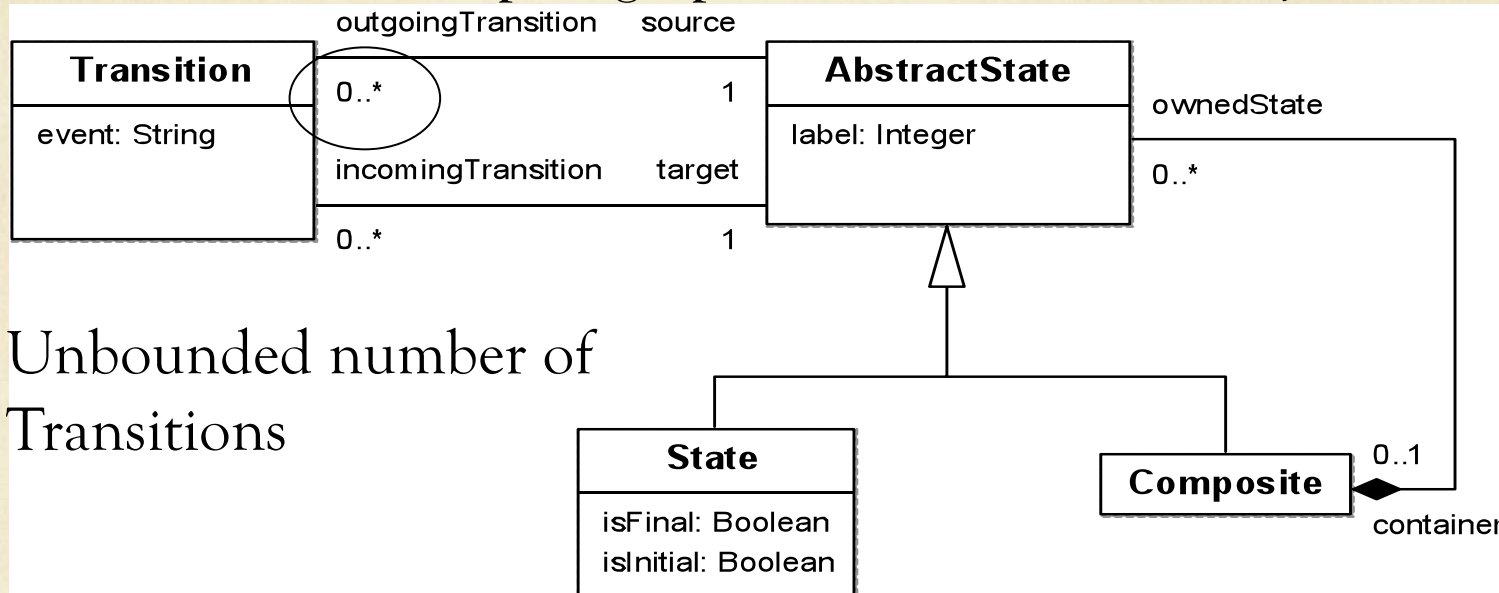 outgoingTransition source
Transition
0..*
1
AbstractState
event: String
label: Integer
ownedState
0..*
incomingTransition target
0..*
1
Unbounded number of
Transitions
State
isFinal: Boolean
isInitial: Boolean
Composite
0..1
container